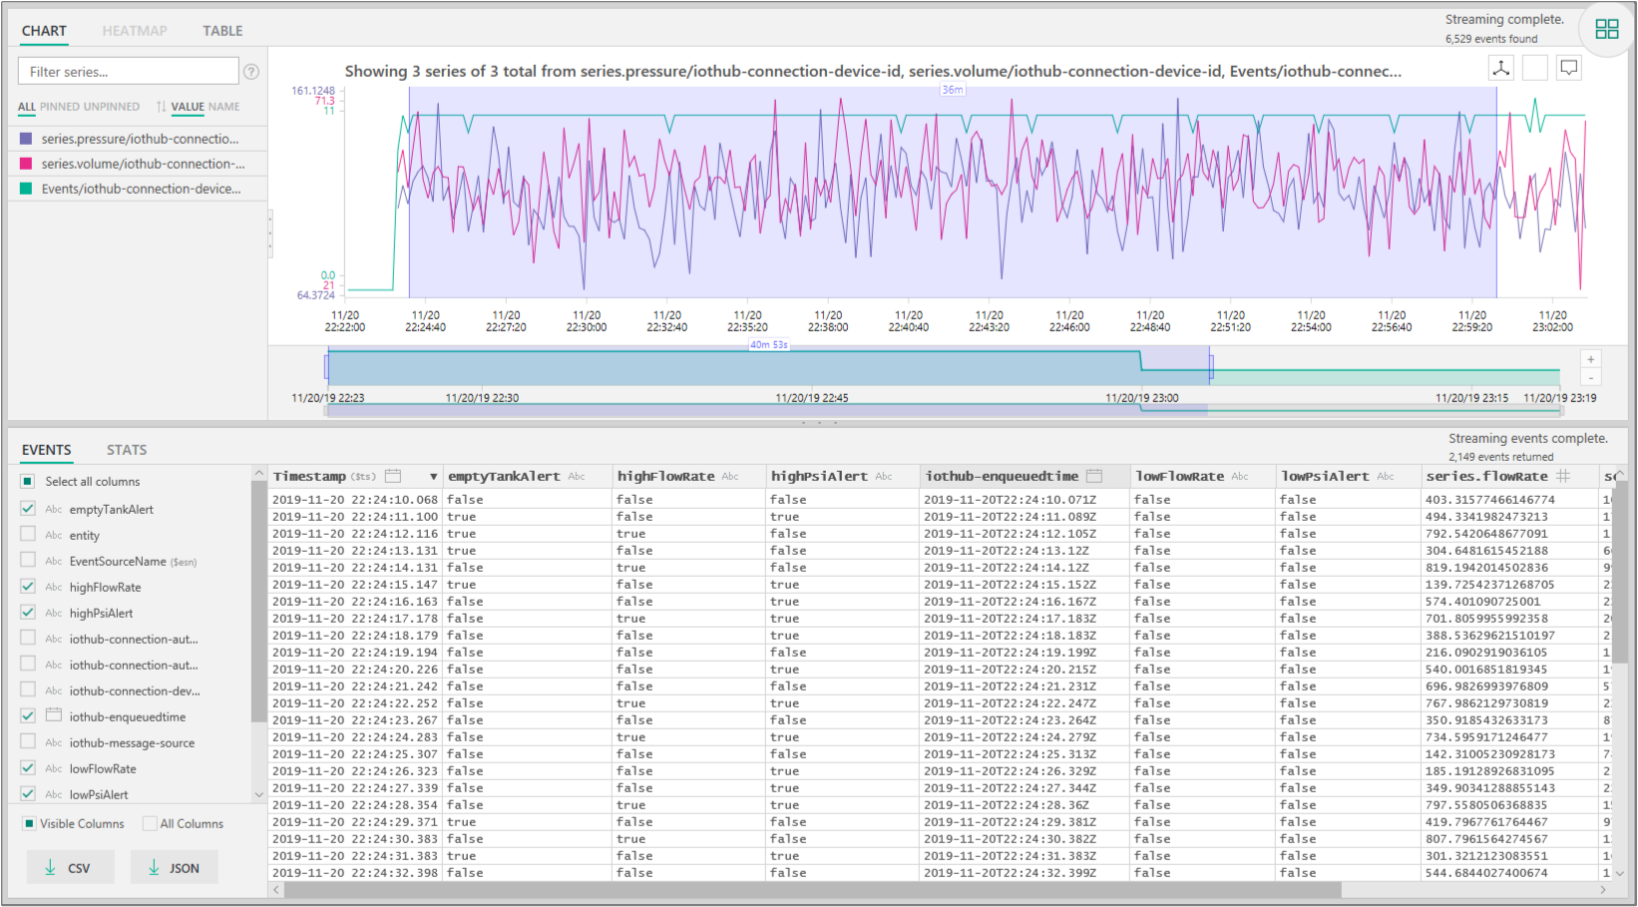 CHART HEATMAP TABLE
Streaming complete.
6,529 events found
Filter series... ?
ALL PINNED UNPINNED VALUE NAME
series.pressure/iothub-connectio...
series.volume/iothub-connection-...
Events/iothub-connection-device...
Showing 3 series of 3 total from series.pressure/iothub-connection-device-id, series.volume/iothub-connection-device-id, Events/iothub-connec...
161.1248
71.3
11
36m
0.0
21
64.3724
11/20 11/20 11/20 11/20 11/20 11/20 11/20 11/20 11/20 11/20 11/20 11/20 11/20 11/20 11/20 11/20
22:22:00 22:24:40 22:27:20 22:30:00 22:32:40 22:35:20 22:38:00 22:40:40 22:43:20 22:46:00 22:48:40 22:51:20 22:54:00 22:56:40 22:59:20 23:02:00
40m 53s
+
-
11/20/19 22:23 11/20/19 22:30 11/20/19 22:45 11/20/19 23:00 11/20/19 23:15 11/20/19 23:19
EVENTS STATS
Streaming events complete.
2,149 events returned
Select all columns
Abc emptyTankAlert
Abc entity
Abc EventSourceName ($esn)
Abc highFlowRate
Abc highPsiAlert
Abc iothub-connection-aut...
Abc iothub-connection-aut...
Abc iothub-connection-dev...
iothub-enqueuedtime
Abc iothub-message-source
Abc lowFlowRate
Abc lowPsiAlert
Visible Columns All Columns
CSV JSON
Timestamp ($ts) emptyTankAlert Abc highFlowRate Abc highPsiAlert Abc iothub-enqueuedtime lowFlowRate Abc lowPsiAlert Abc series.flowRate
2019-11-20 22:24:10.068 false false false 2019-11-20T22:24:10.071Z false false 403.31577466146774
2019-11-20 22:24:11.100 true false true 2019-11-20T22:24:11.089Z false false 494.3341982473213
2019-11-20 22:24:12.116 true true false 2019-11-20T22:24:12.105Z false false 792.5420648677091
2019-11-20 22:24:13.131 true false false 2019-11-20T22:24:13.12Z false false 304.6481615452188
2019-11-20 22:24:14.131 false true false 2019-11-20T22:24:14.12Z false false 819.1942014502836
2019-11-20 22:24:15.147 true false true 2019-11-20T22:24:15.152Z false false 139.72542371268705
2019-11-20 22:24:16.163 false false true 2019-11-20T22:24:16.167Z false false 574.401090725001
2019-11-20 22:24:17.178 false true false 2019-11-20T22:24:17.183Z false false 701.8059955992358
2019-11-20 22:24:18.179 false false true 2019-11-20T22:24:18.183Z false false 388.53629621510197
2019-11-20 22:24:19.194 false false false 2019-11-20T22:24:19.199Z false false 216.0902919036105
2019-11-20 22:24:20.226 false false true 2019-11-20T22:24:20.215Z false false 540.0016851819345
2019-11-20 22:24:21.242 false false false 2019-11-20T22:24:21.231Z false false 696.9826993976809
2019-11-20 22:24:22.252 false true false 2019-11-20T22:24:22.247Z false false 767.9862129730819
2019-11-20 22:24:23.267 false false false 2019-11-20T22:24:23.264Z false false 350.9185432633173
2019-11-20 22:24:24.283 false true true 2019-11-20T22:24:24.279Z false false 734.5959171246477
2019-11-20 22:24:25.307 false false false 2019-11-20T22:24:25.313Z false false 142.31005230928173
2019-11-20 22:24:26.323 false false true 2019-11-20T22:24:26.329Z false false 185.19128926831095
2019-11-20 22:24:27.339 false false true 2019-11-20T22:24:27.344Z false false 349.90341288855143
2019-11-20 22:24:28.354 false true true 2019-11-20T22:24:28.36Z false false 797.5580506368835
2019-11-20 22:24:29.371 true false false 2019-11-20T22:24:29.381Z false false 419.7967761764467
2019-11-20 22:24:30.383 false true false 2019-11-20T22:24:30.382Z false false 807.7961564274567
2019-11-20 22:24:31.383 true false true 2019-11-20T22:24:31.383Z false false 301.3212123083551
2019-11-20 22:24:32.398 false false false 2019-11-20T22:24:32.399Z false false 544.6844027400674